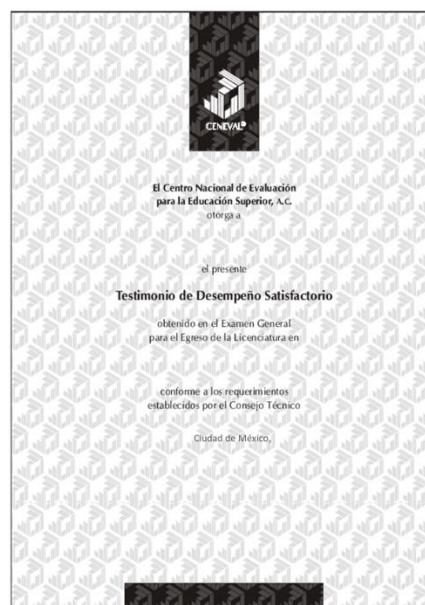 CENEVAL®
El Centro Nacional de Evaluación
para la Educación Superior, A.C.
otorga a
el presente
Testimonio de Desempeño Satisfactorio
obtenido en el Examen General
para el Egreso de la Licenciatura en
conforme a los requerimientos
establecidos por el Consejo Técnico
Ciudad de México,